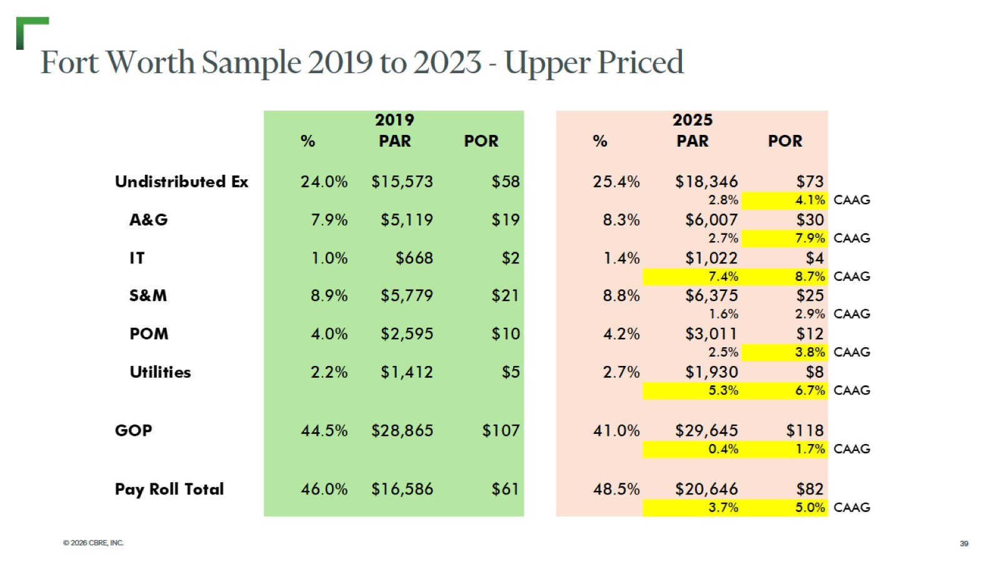 Fort Worth Sample 2019 to 2023 - Upper Priced
2019 2025
% PAR POR % PAR POR
Undistributed Ex 24.0% $15,573 $58 25.4% $18,346 $73
2.8% 4.1% CAAG
A&G 7.9% $5,119 $19 8.3% $6,007 $30
2.7% 7.9% CAAG
IT 1.0% $668 $2 1.4% $1,022 $4
7.4% 8.7% CAAG
S&M 8.9% $5,779 $21 8.8% $6,375 $25
1.6% 2.9% CAAG
POM 4.0% $2,595 $10 4.2% $3,011 $12
2.5% 3.8% CAAG
Utilities 2.2% $1,412 $5 2.7% $1,930 $8
5.3% 6.7% CAAG
GOP 44.5% $28,865 $107 41.0% $29,645 $118
0.4% 1.7% CAAG
Pay Roll Total 46.0% $16,586 $61 48.5% $20,646 $82
3.7% 5.0% CAAG
© 2026 CBRE, INC. 39